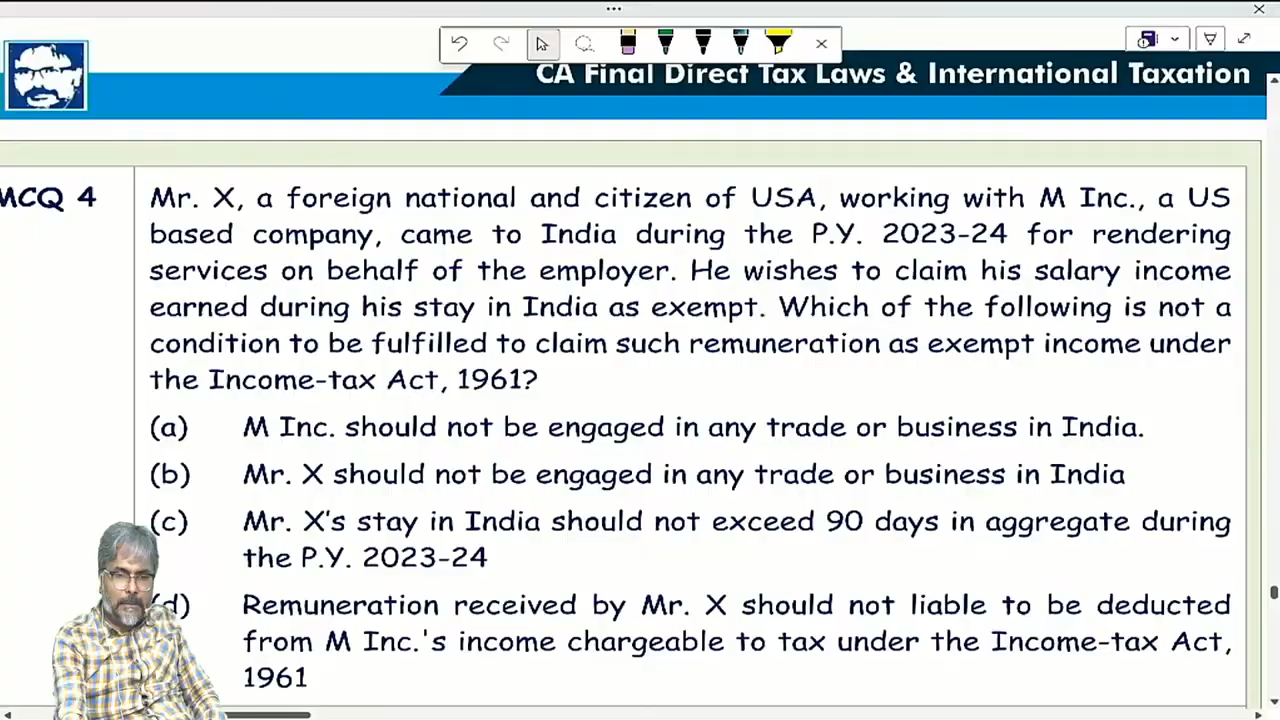 CA Final Direct Tax Laws & International Taxation
MCQ 4
Mr. X, a foreign national and citizen of USA, working with M Inc., a US
based company, came to India during the P.Y. 2023-24 for rendering
services on behalf of the employer. He wishes to claim his salary income
earned during his stay in India as exempt. Which of the following is not a
condition to be fulfilled to claim such remuneration as exempt income under
the Income-tax Act, 1961?
(a) M Inc. should not be engaged in any trade or business in India.
(b) Mr. X should not be engaged in any trade or business in India
(c) Mr. X's stay in India should not exceed 90 days in aggregate during
the P.Y. 2023-24
(d) Remuneration received by Mr. X should not liable to be deducted
from M Inc.'s income chargeable to tax under the Income-tax Act,
1961